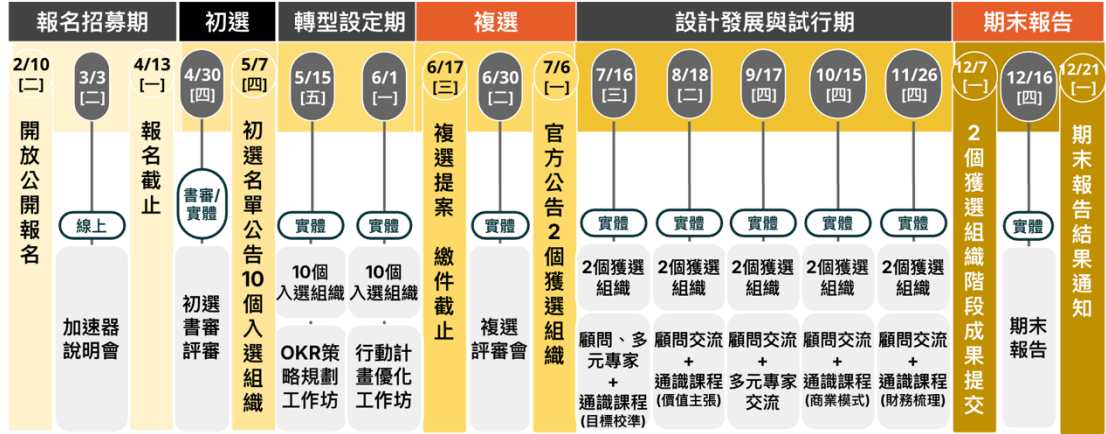 報名招募期
初選
轉型設定期
複選
設計發展與試行期
期末報告
2/10
[二]
開放公開報名
3/3
[二]
線上
加速器
說明會
4/13
[一]
報名截止
4/30
[四]
書審/
實體
初選
書審
評審
5/7
[四]
初選名單公告10個入選組織
5/15
[五]
實體
10個
入選組織
OKR策
略規劃
工作坊
6/1
[一]
實體
10個
入選組織
行動計
畫優化
工作坊
6/17
[三]
複選提案 繳件截止
6/30
[二]
實體
複選
評審會
7/6
[一]
官方公告2個獲選組織
7/16
[三]
實體
2個獲選
組織
顧問、多
元專家
+
通識課程
(目標校準)
8/18
[二]
實體
2個獲選
組織
顧問交流
+
通識課程
(價值主張)
9/17
[四]
實體
2個獲選
組織
顧問交流
+
多元專家
交流
10/15
[四]
實體
2個獲選
組織
顧問交流
+
通識課程
(商業模式)
11/26
[四]
實體
2個獲選
組織
顧問交流
+
通識課程
(財務梳理)
12/7
[一]
2個獲選組織階段成果提交
12/16
[四]
實體
期末
報告
12/21
[一]
期末報告結果通知